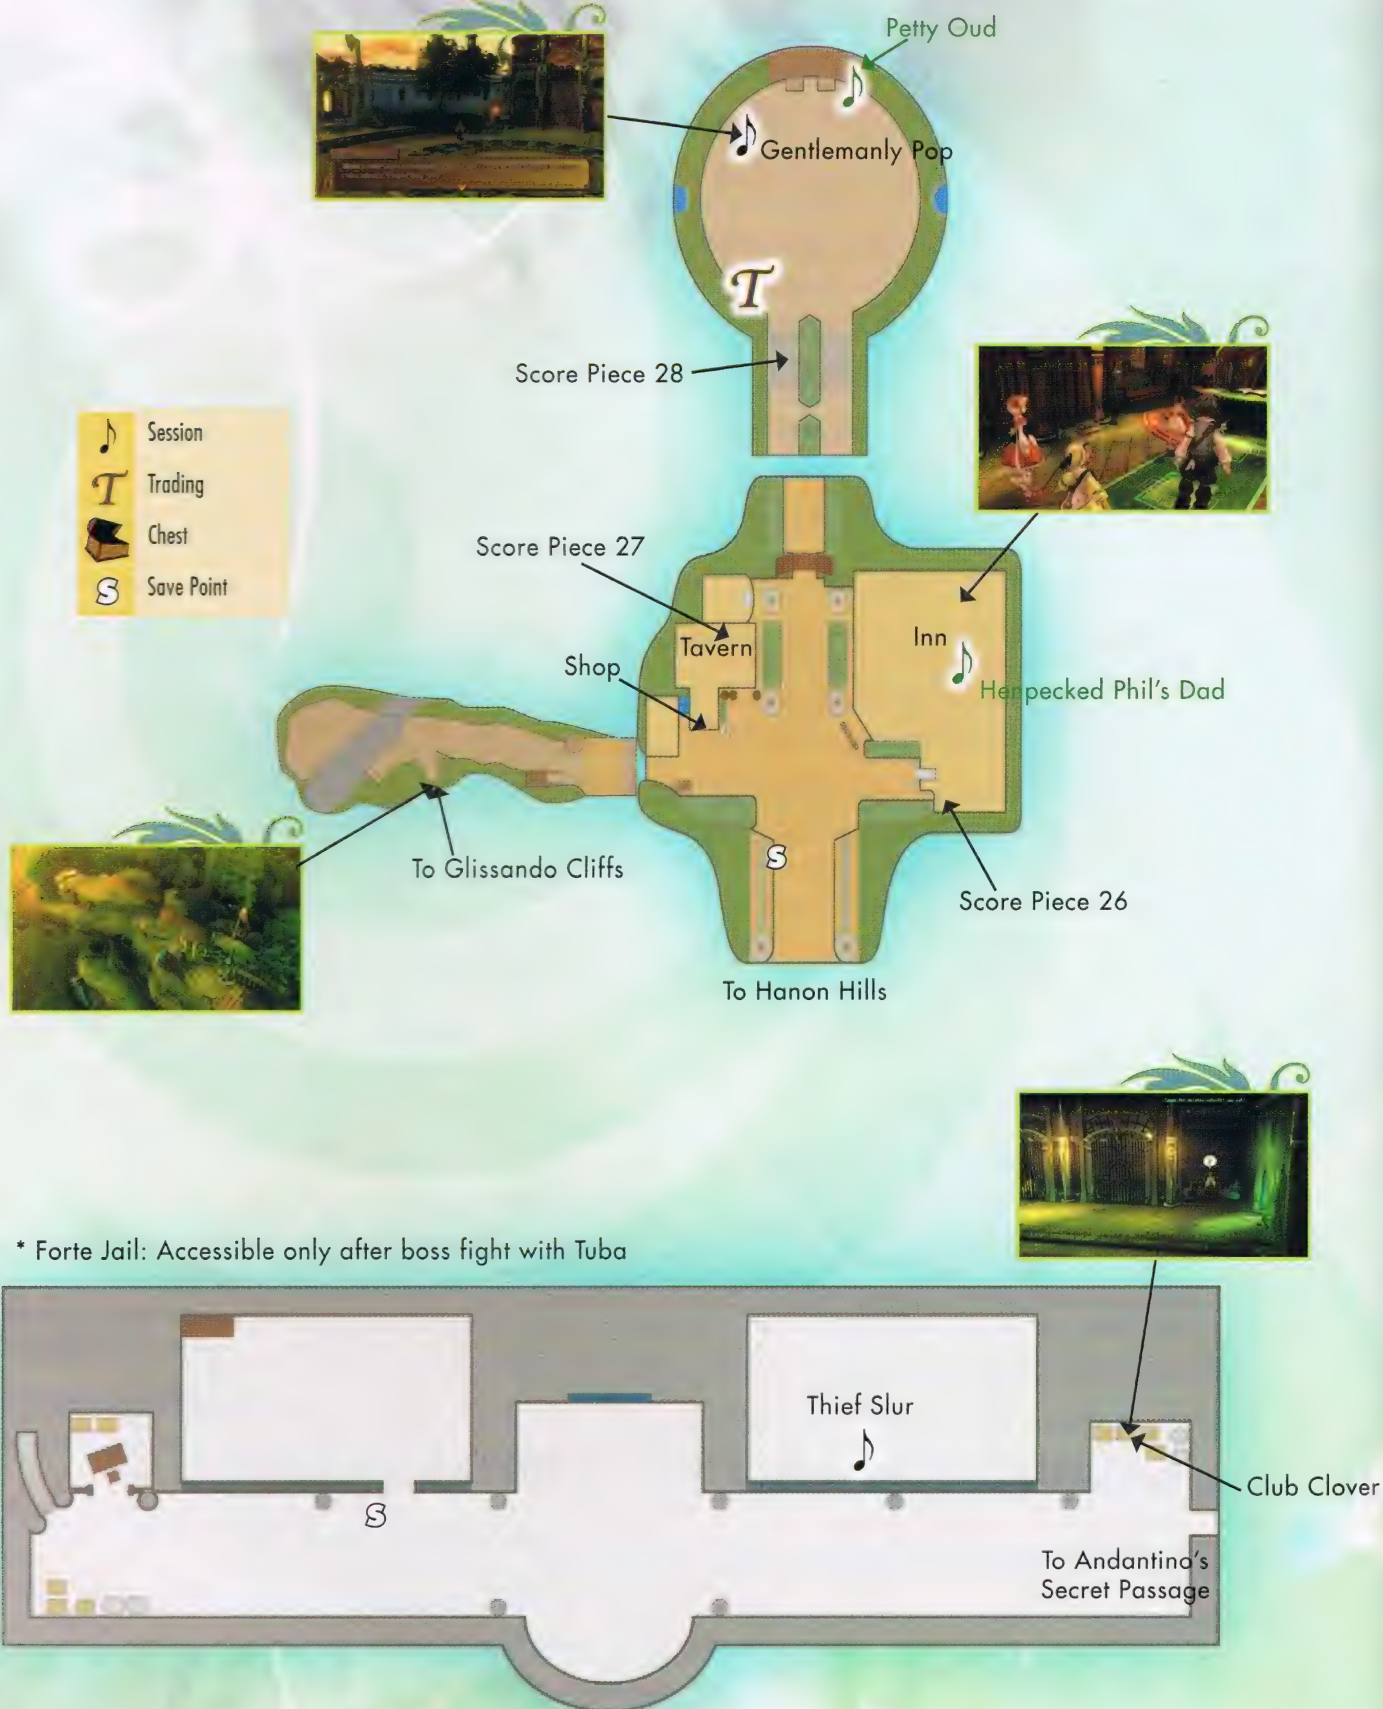 Petty Oud
Gentlemanly Pop
T
Score Piece 28
Session
T Trading
Chest
S Save Point
Score Piece 27
Tavern
Inn
Shop
Henpecked Phil's Dad
To Glissando Cliffs
S
Score Piece 26
To Hanon Hills
* Forte Jail: Accessible only after boss fight with Tuba
Thief Slur
Club Clover
S
To Andantino's
Secret Passage